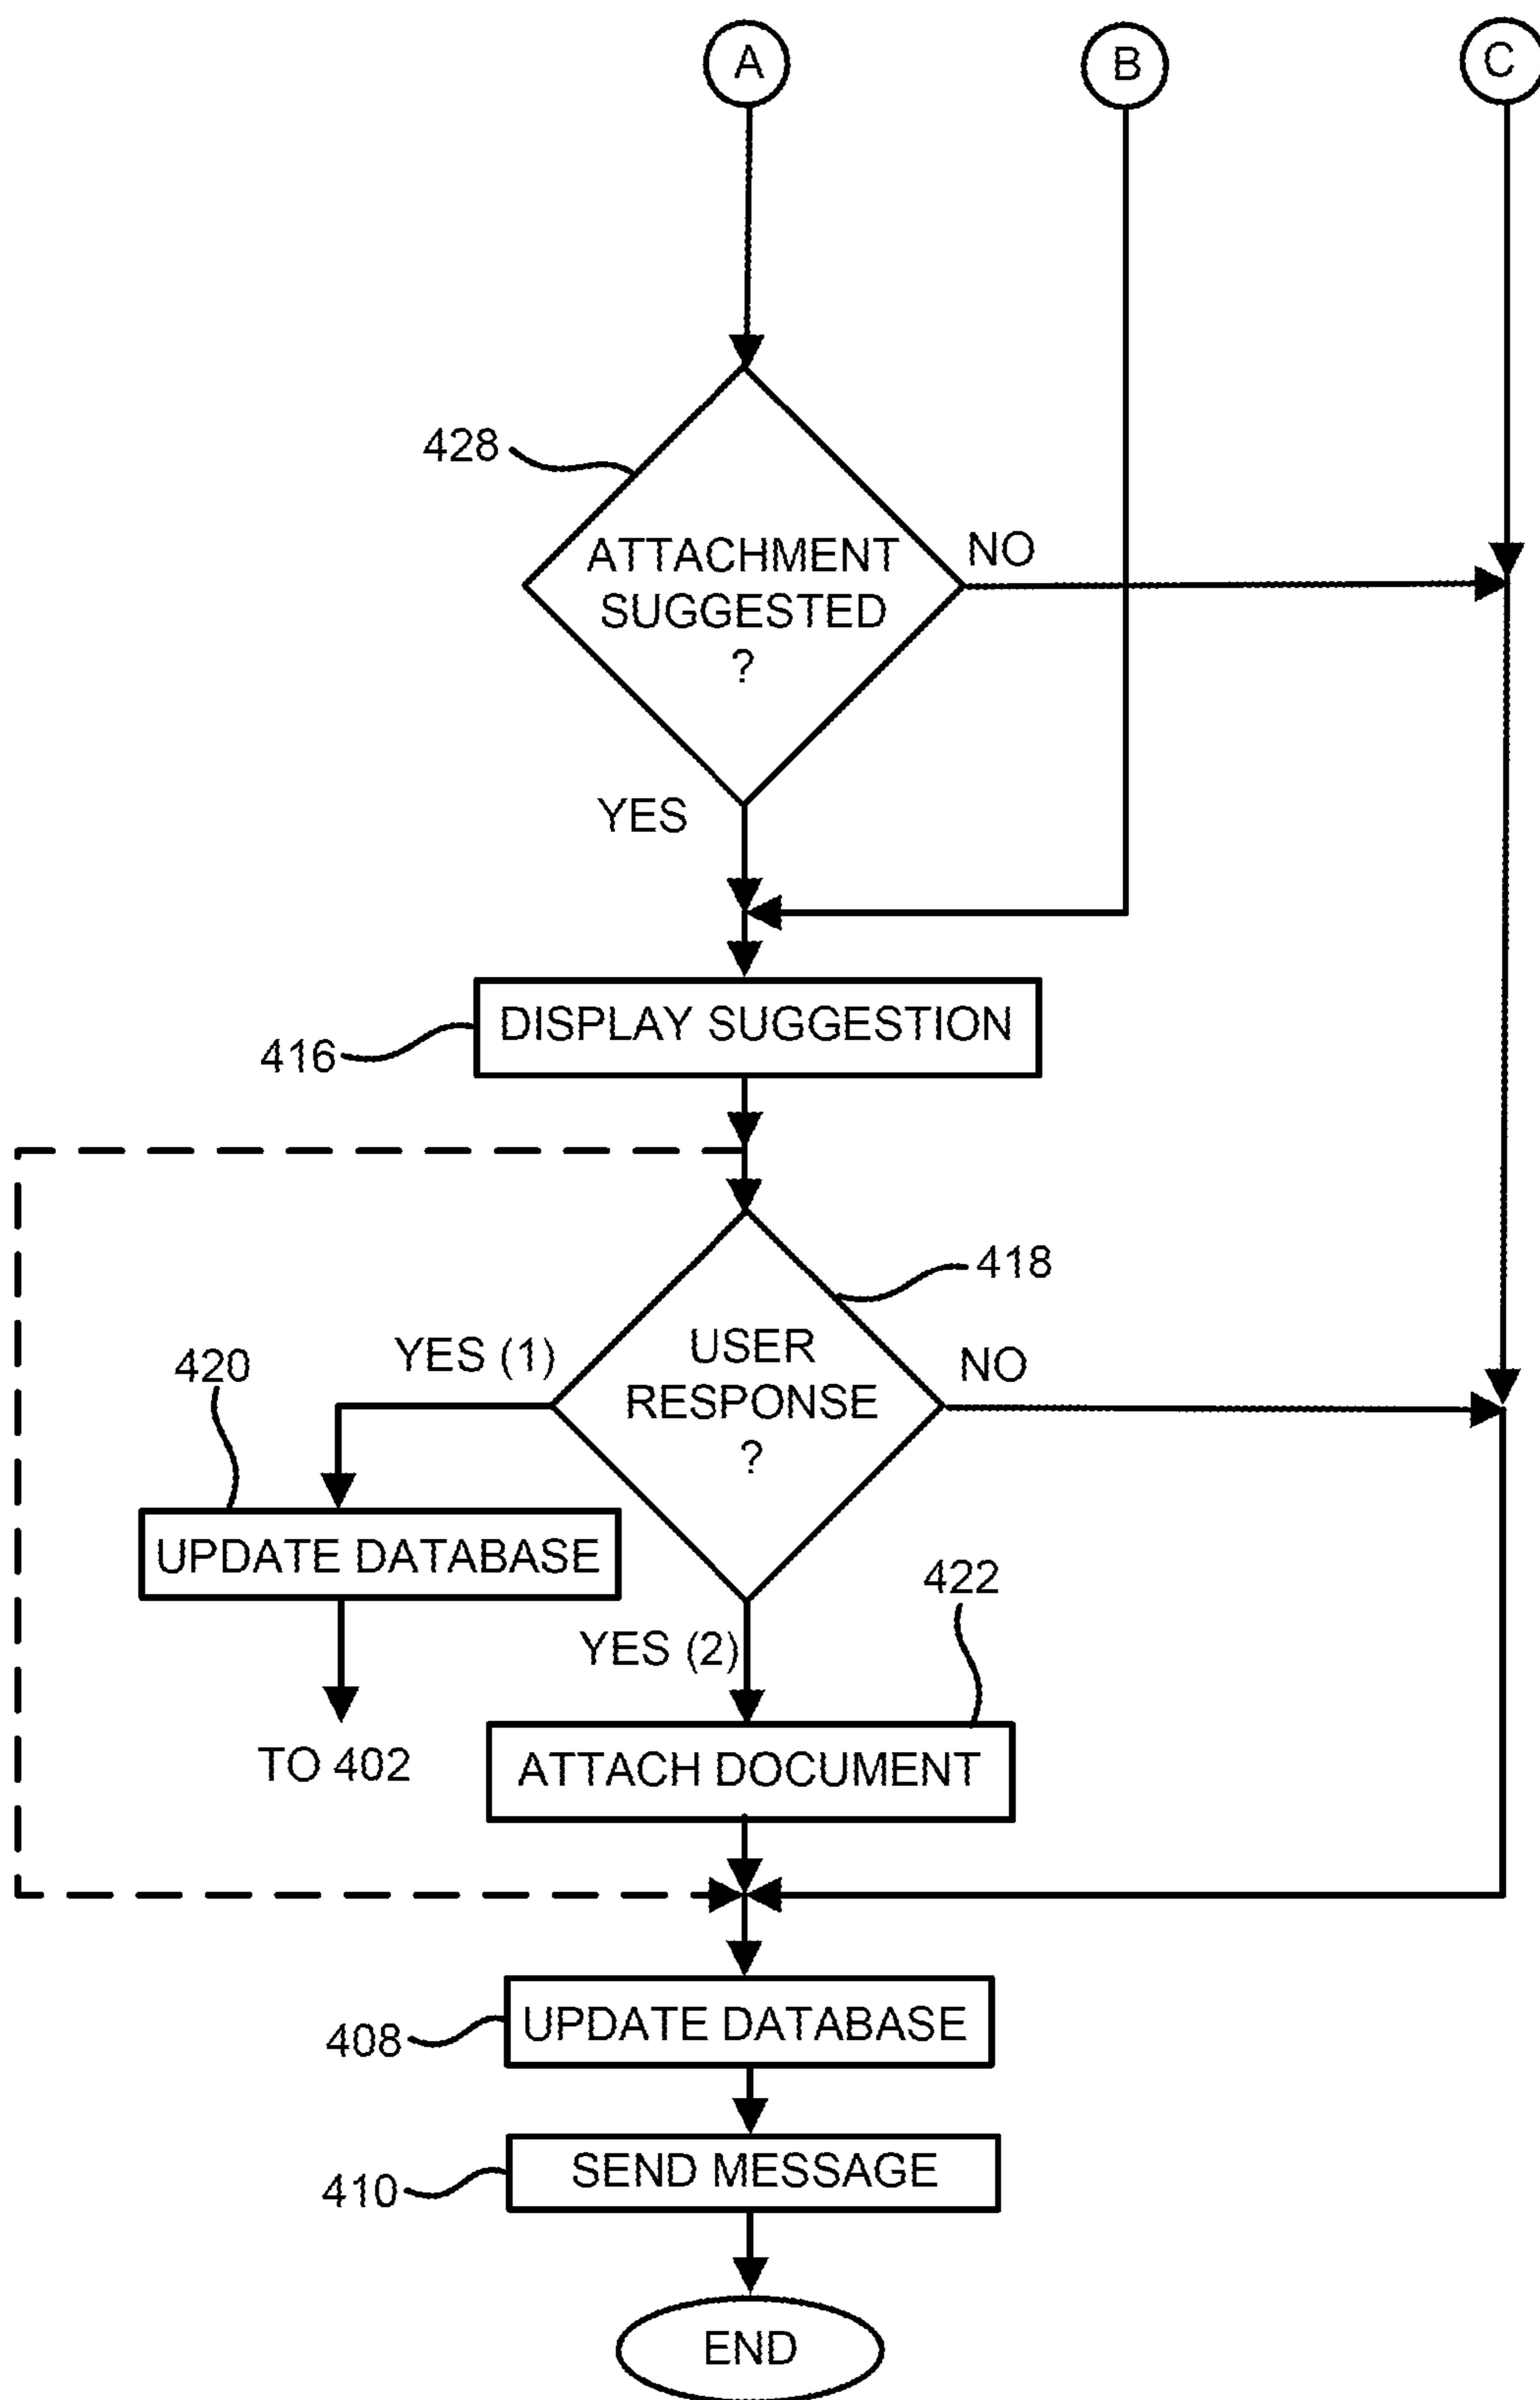 A
B
C
428
ATTACHMENT
SUGGESTED
?
NO
YES
DISPLAY SUGGESTION
416
418
USER
RESPONSE
?
YES (1)
NO
420
UPDATE DATABASE
422
YES (2)
TO 402
ATTACH DOCUMENT
UPDATE DATABASE
408
SEND MESSAGE
410
END